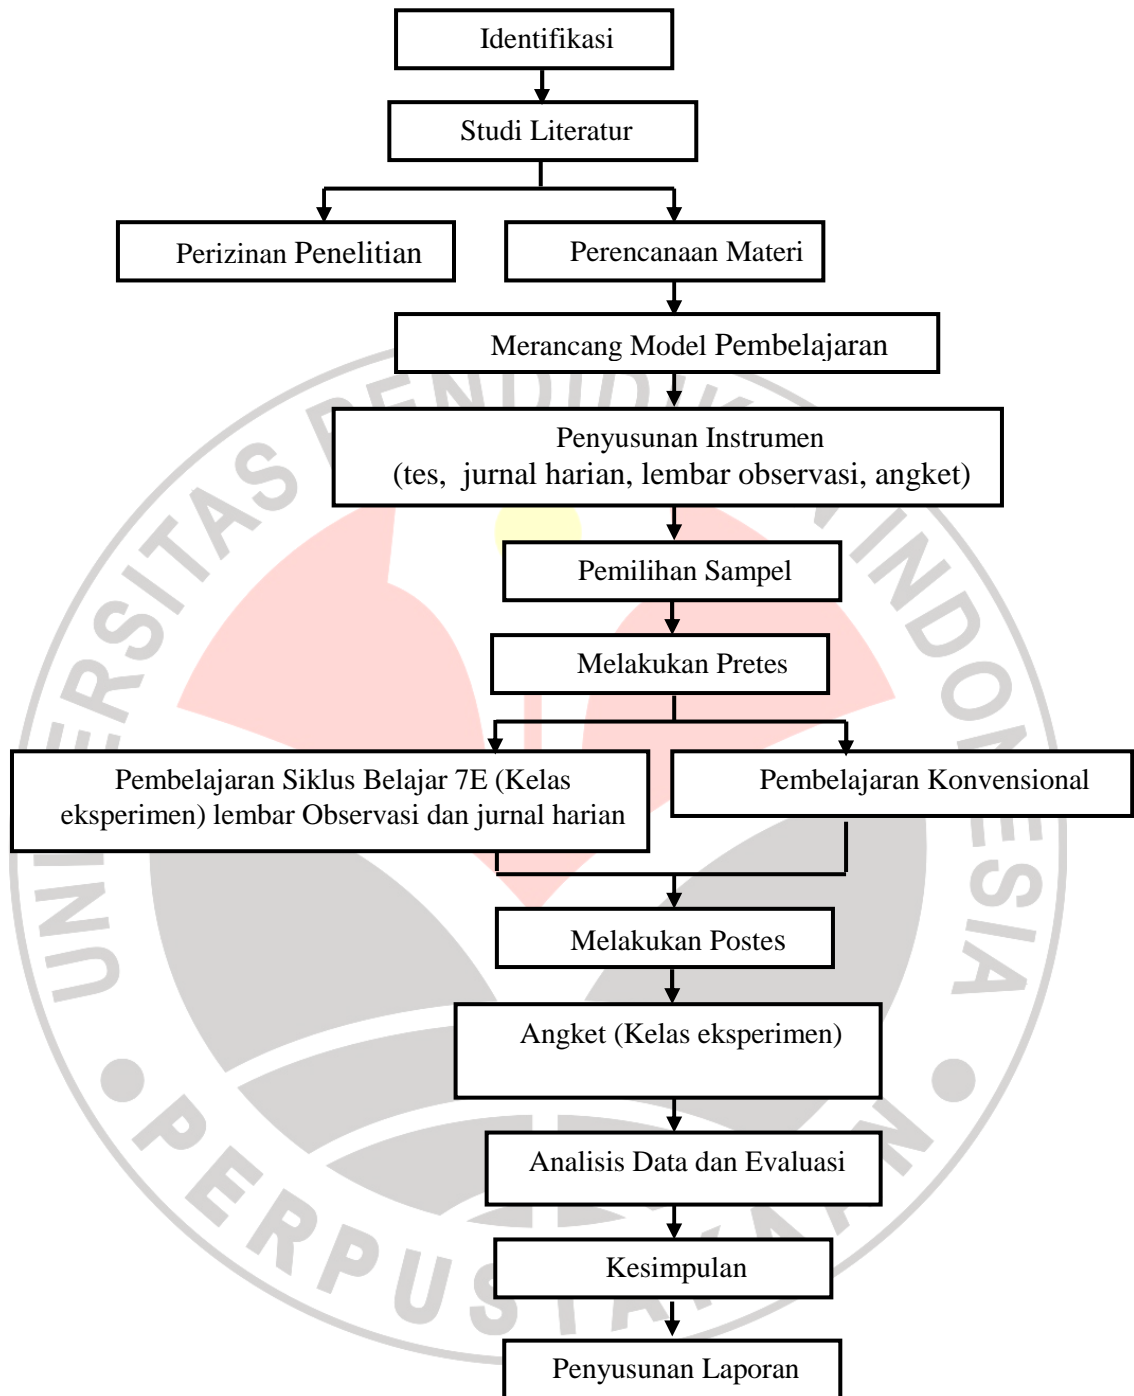 Identifikasi
Studi Literatur
Perizinan Penelitian
Perencanaan Materi
Merancang Model Pembelajaran
Penyusunan Instrumen
(tes, jurnal harian, lembar observasi, angket)
Pemilihan Sampel
Melakukan Pretes
Pembelajaran Siklus Belajar 7E (Kelas
eksperimen) lembar Observasi dan jurnal harian
Pembelajaran Konvensional
Melakukan Postes
Angket (Kelas eksperimen)
Analisis Data dan Evaluasi
Kesimpulan
Penyusunan Laporan
UNIVERSITAS PENDIDIKAN INDONESIA
PERPUSTAKAAN